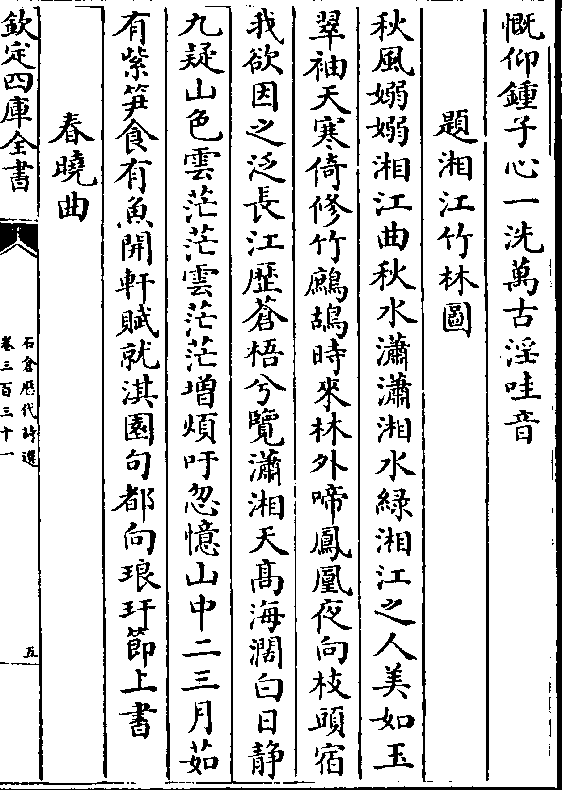 慨仰鍾子心一洗萬古淫哇音
題湘江竹林圖
秋風嫋嫋湘江曲秋水瀟瀟湘水緑湘江之人美如玉
翠袖天寒倚修竹鷓鴣時來林外啼鳳凰夜向枝頭宿
我欲因之泛長江歴蒼梧兮覽瀟湘天髙海濶白日静
九疑山色雲茫茫雲茫茫增煩吁忽憶山中二三月茹
有紫笋食有魚開軒賦就淇園句都向琅玕節上書
春曉曲
欽定四庫全書
石倉歴代詩選
卷三百三十一
五